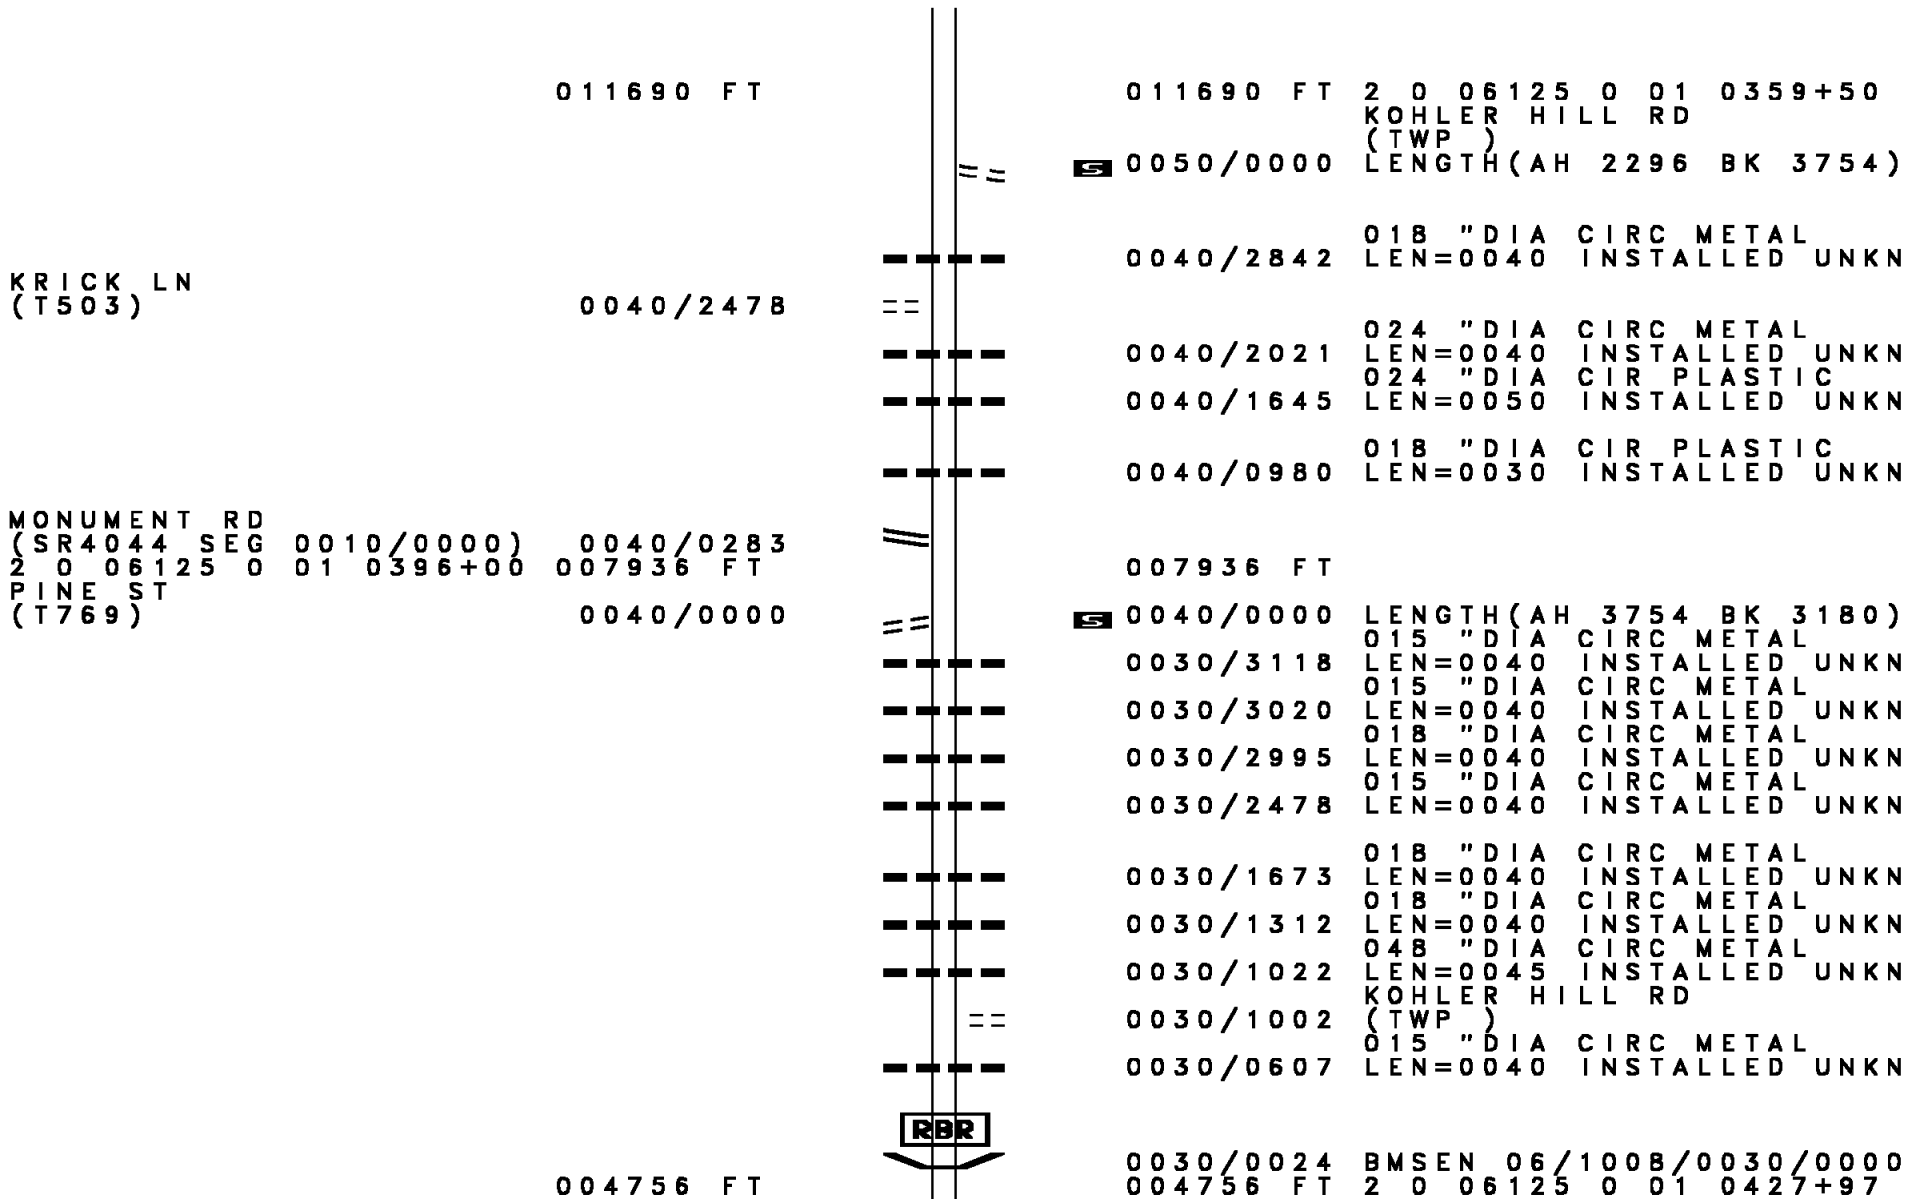 011690 FT 011690 FT 2 0 06125 0 01 0359+50
KOHLER HILL RD
(TWP )
S 0050/0000 LENGTH(AH 2296 BK 3754)
018 "DIA CIRC METAL
0040/2842 LEN=0040 INSTALLED UNKN
KRICK LN
(T503) 0040/2478
024 "DIA CIRC METAL
0040/2021 LEN=0040 INSTALLED UNKN
024 "DIA CIR PLASTIC
0040/1645 LEN=0050 INSTALLED UNKN
018 "DIA CIR PLASTIC
0040/0980 LEN=0030 INSTALLED UNKN
MONUMENT RD
(SR4044 SEG 0010/0000) 0040/0283
2 0 06125 0 01 0396+00 007936 FT 007936 FT
PINE ST
(T769) 0040/0000 S 0040/0000 LENGTH(AH 3754 BK 3180)
015 "DIA CIRC METAL
0030/3118 LEN=0040 INSTALLED UNKN
015 "DIA CIRC METAL
0030/3020 LEN=0040 INSTALLED UNKN
018 "DIA CIRC METAL
0030/2995 LEN=0040 INSTALLED UNKN
015 "DIA CIRC METAL
0030/2478 LEN=0040 INSTALLED UNKN
018 "DIA CIRC METAL
0030/1673 LEN=0040 INSTALLED UNKN
018 "DIA CIRC METAL
0030/1312 LEN=0040 INSTALLED UNKN
048 "DIA CIRC METAL
0030/1022 LEN=0045 INSTALLED UNKN
KOHLER HILL RD
0030/1002 (TWP )
015 "DIA CIRC METAL
0030/0607 LEN=0040 INSTALLED UNKN
RBR
0030/0024 BMSEN 06/1008/0030/0000
004756 FT 004756 FT 2 0 06125 0 01 0427+97